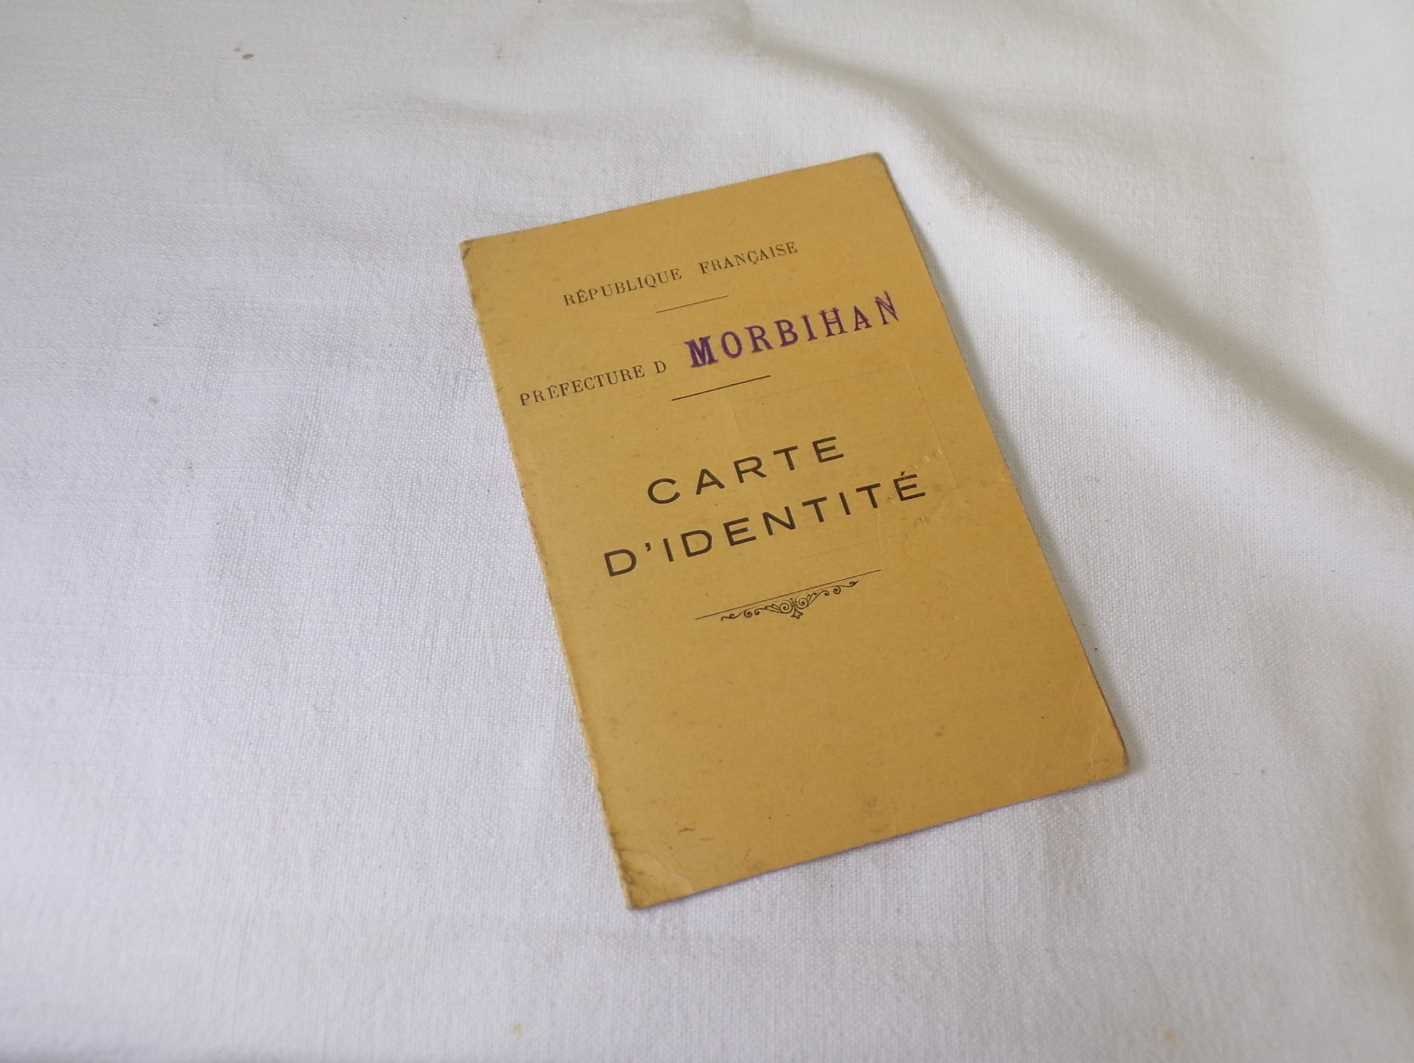 RÉPUBLIQUE FRANÇAISE
PRÉFECTURE D MORBIHAN
CARTE
D'IDENTITÉ